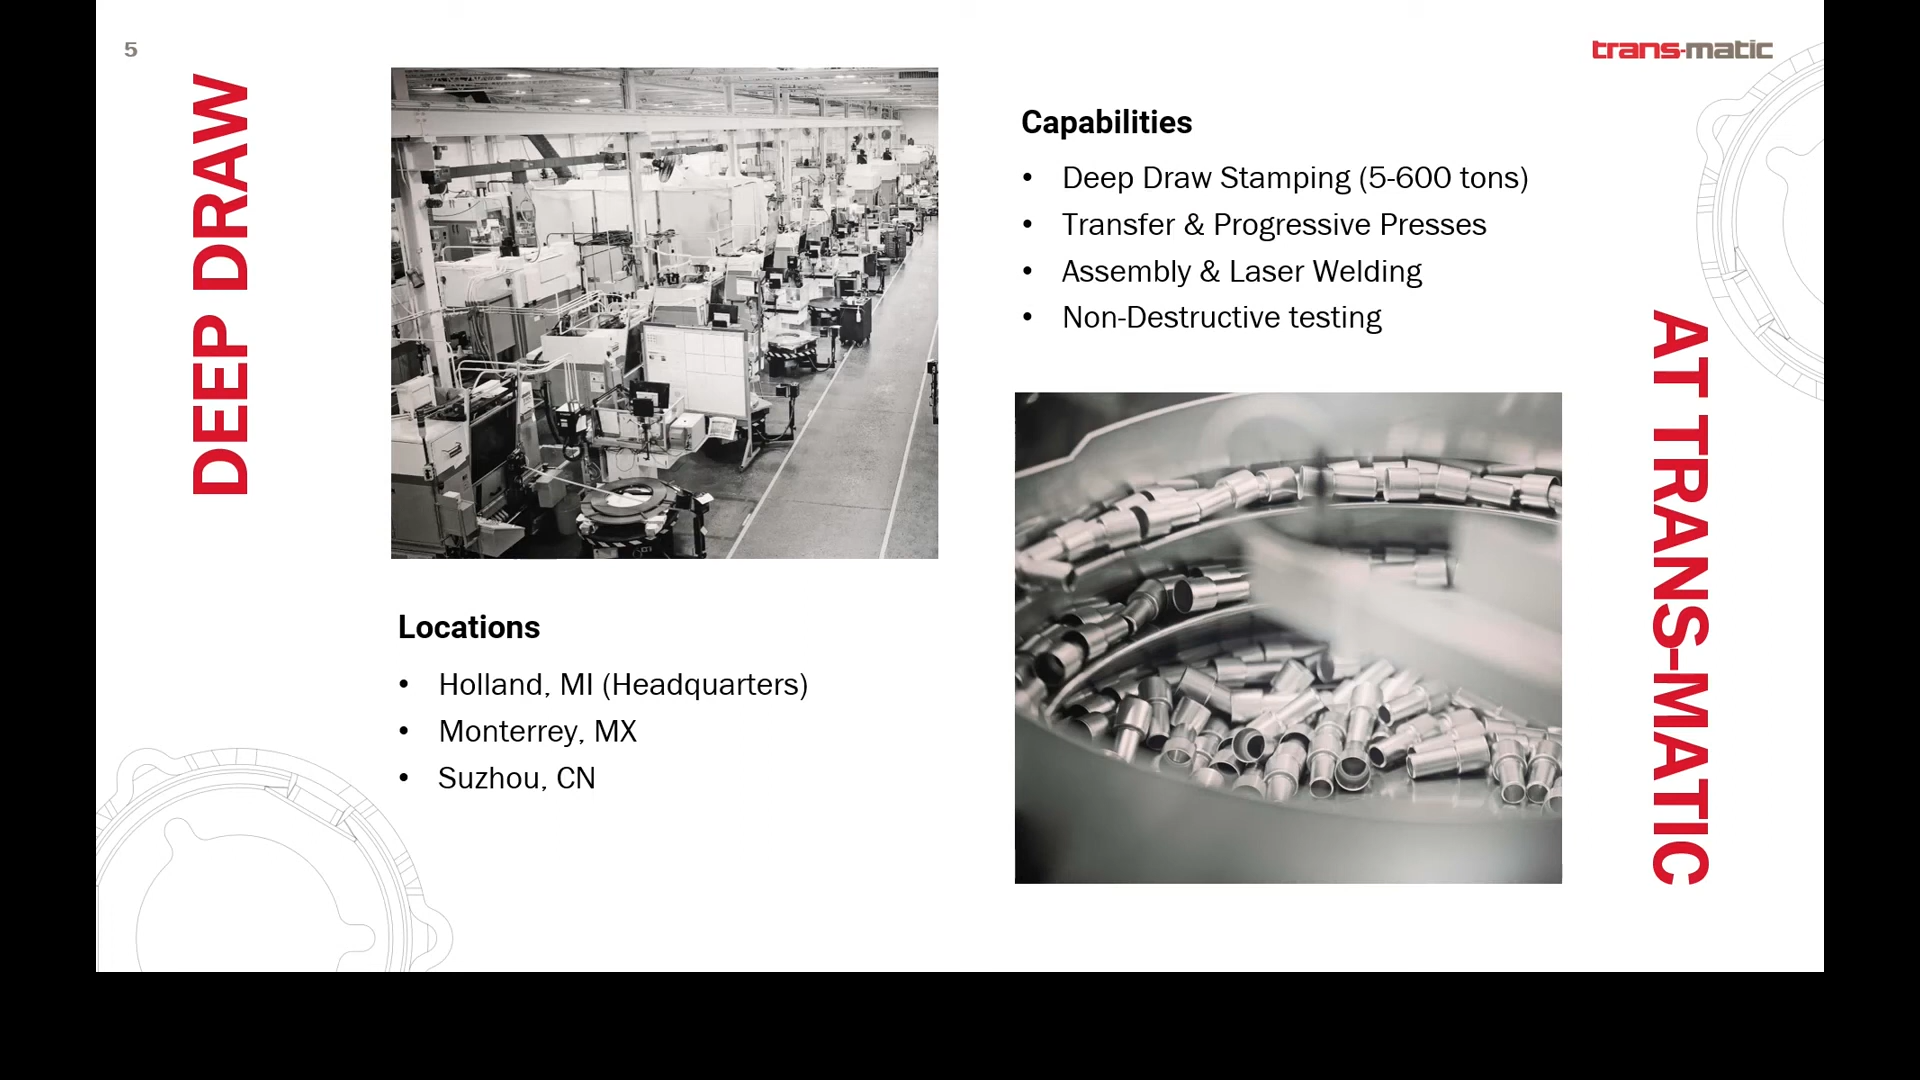 5
trans-matic
DEEP DRAW
Capabilities
• Deep Draw Stamping (5-600 tons)
• Transfer & Progressive Presses
• Assembly & Laser Welding
• Non-Destructive testing
Locations
• Holland, MI (Headquarters)
• Monterrey, MX
• Suzhou, CN
AT TRANS-MATIC